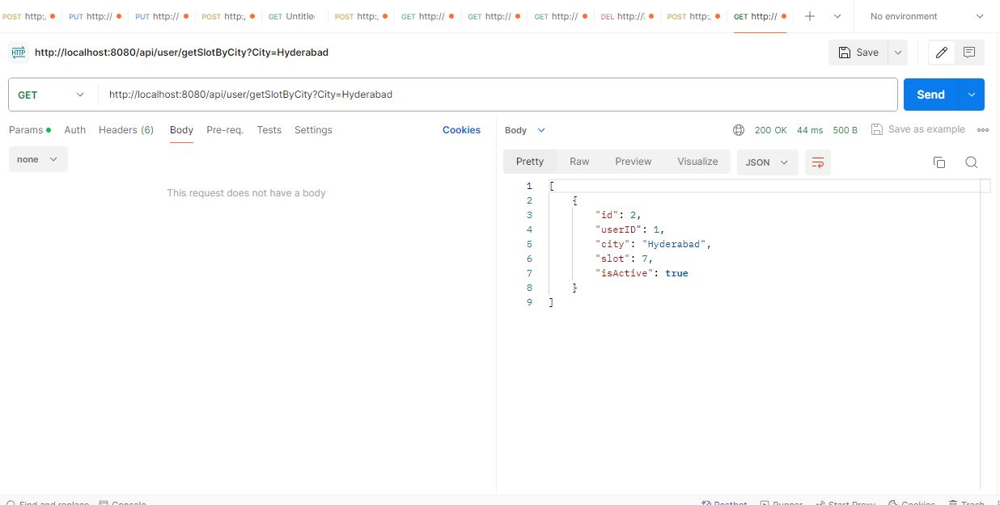 POST http:, PUT http:// PUT http:// POST http:, GET Untitle POST http:, GET http:// GET http:// GET http:// DEL http:// POST http:, GET http:// No environment
HTTP http://localhost:8080/api/user/getSlotByCity?City=Hyderabad Save
GET http://localhost:8080/api/user/getSlotByCity?City=Hyderabad Send
Params Auth Headers (6) Body Pre-req. Tests Settings Cookies
Body 200 OK 44 ms 500 B Save as example
none
Pretty Raw Preview Visualize JSON
This request does not have a body
1 [
2 {
3 "id": 2,
4 "userID": 1,
5 "city": "Hyderabad",
6 "slot": 7,
7 "isActive": true
8 }
9 ]
Find and replace Console Postbot Runner Start Proxy Cookies Trash